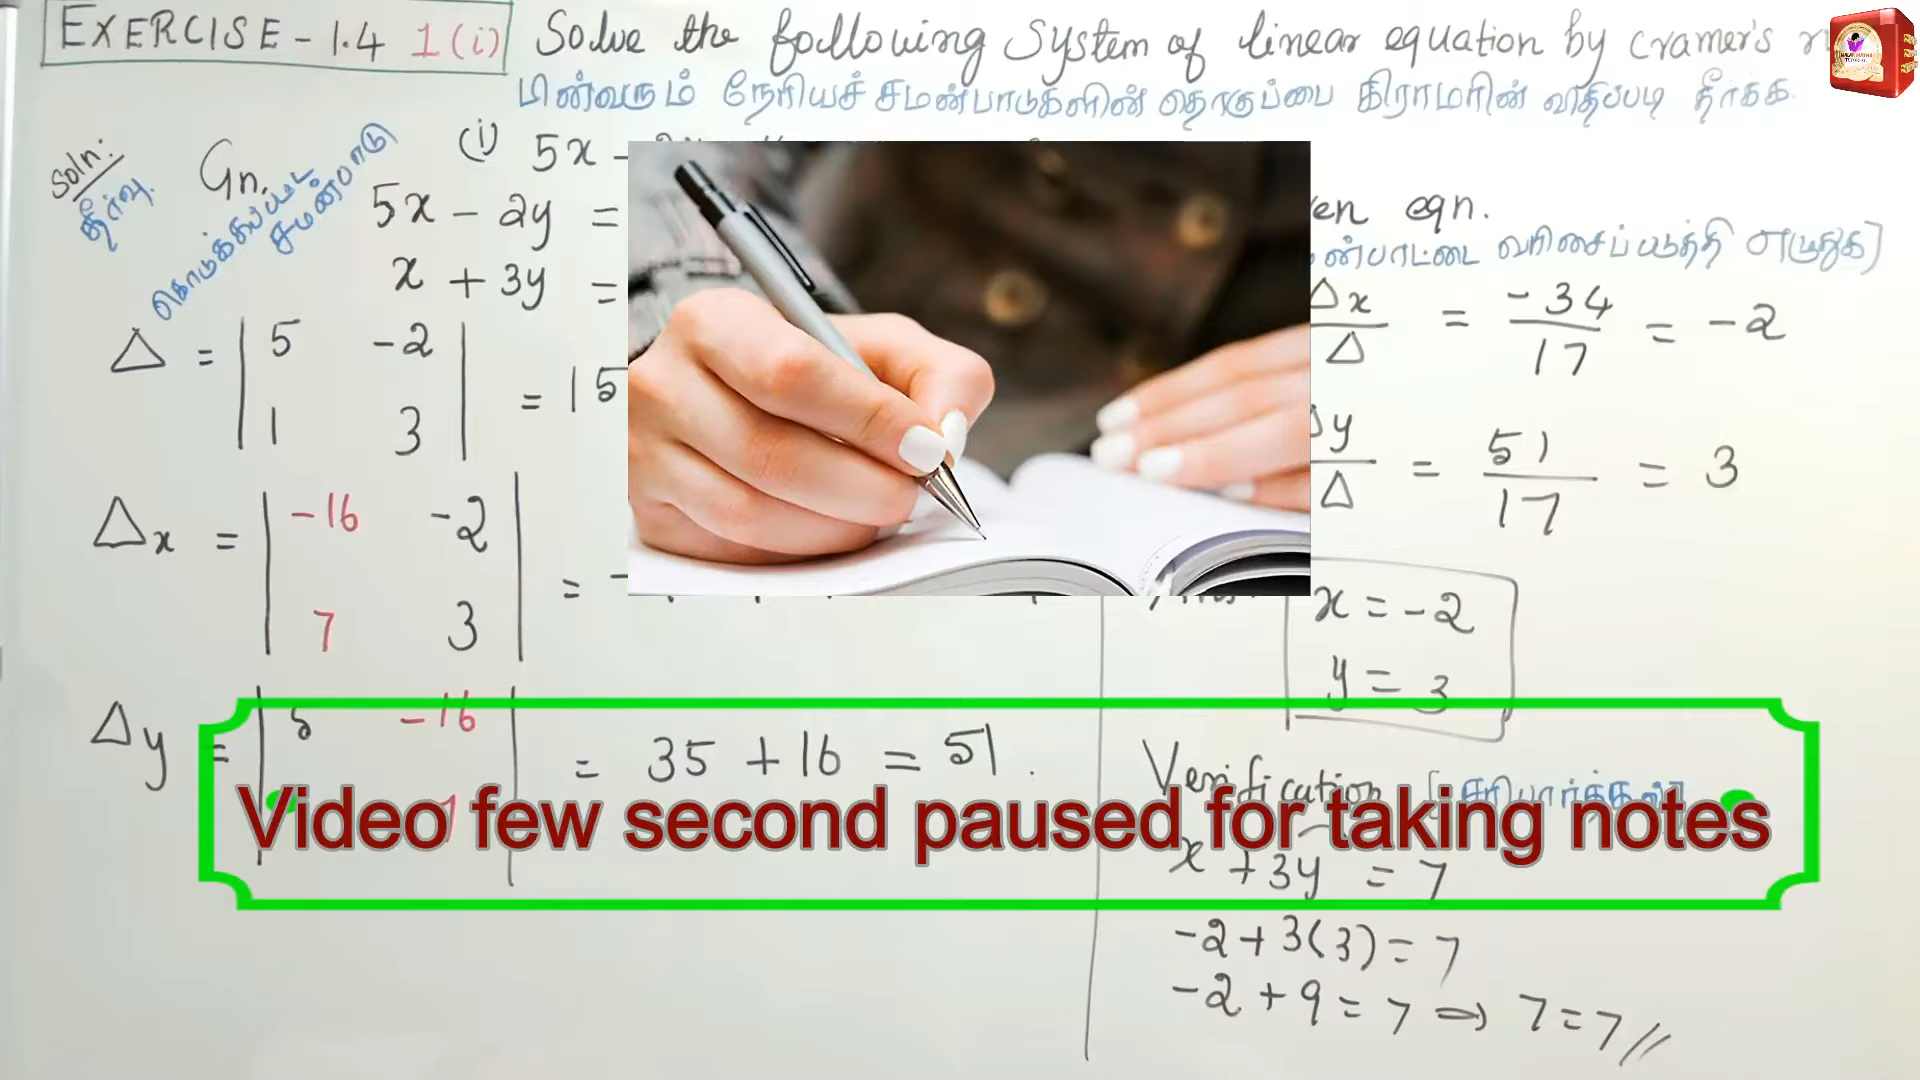 EXERCISE - 1.4 1(i) Solve the following System of linear equation by cramer's
பின்வரும் நேரியச் சமன்பாடுகளின் தொகுப்பை கிராமரின் விதிப்படி தீர்க்க.
Soln:
தீர்வு.
Gn.
கொடுக்கப்பட்ட
சமன்பாடு
(i) 5x -
5x - 2y =
x + 3y =
Δ = | 5 -2 |
| 1 3 | = 15
Δx = | -16 -2 |
| 7 3 | = -
Δy = | 5 -16 | = 35 + 16 = 51.
eqn.
வரிசைப்படுத்தி எழுதுக]
Δx/Δ = -34/17 = -2
Δy/Δ = 51/17 = 3
x = -2
y = 3
Verification [சரிபார்க்க
Video few second paused for taking notes
x + 3y = 7
-2 + 3(3) = 7
-2 + 9 = 7 ⇒ 7 = 7//